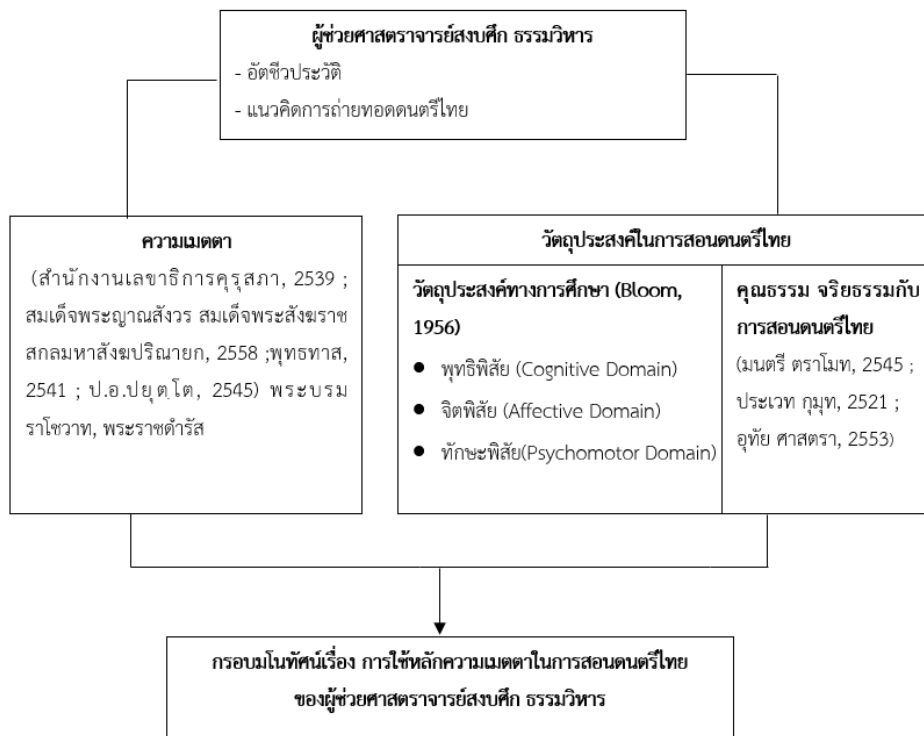 ผู้ช่วยศาสตราจารย์สงบศึก ธรรมวิหาร
- อัตชีวประวัติ
- แนวคิดการถ่ายทอดดนตรีไทย
ความเมตตา
(สำนักงานเลขาธิการคุรุสภา, 2539 ;
สมเด็จพระญาณสังวร สมเด็จพระสังฆราช
สกลมหาสังฆปริณายก, 2558 ;พุทธทาส,
2541 ; ป.อ.ปยุตฺโต, 2545) พระบรม
ราโชวาท, พระราชดำรัส
วัตถุประสงค์ในการสอนดนตรีไทย
วัตถุประสงค์ทางการศึกษา (Bloom,
1956)
● พุทธิพิสัย (Cognitive Domain)
● จิตพิสัย (Affective Domain)
● ทักษะพิสัย(Psychomotor Domain)
คุณธรรม จริยธรรมกับ
การสอนดนตรีไทย
(มนตรี ตราโมท, 2545 ;
ประเวท กุมุท, 2521 ;
อุทัย ศาสตรา, 2553)
กรอบมโนทัศน์เรื่อง การใช้หลักความเมตตาในการสอนดนตรีไทย
ของผู้ช่วยศาสตราจารย์สงบศึก ธรรมวิหาร